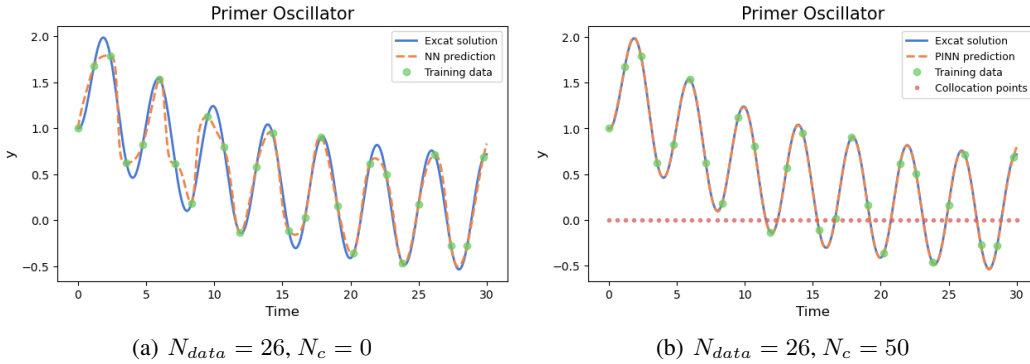 Primer Oscillator
2.0
1.5
1.0
0.5
0.0
−0.5
y
0
5
10
15
20
25
30
Time
Excat solution
NN prediction
Training data
(a) N_data = 26, N_c = 0
Primer Oscillator
2.0
1.5
1.0
0.5
0.0
−0.5
y
0
5
10
15
20
25
30
Time
Excat solution
PINN prediction
Training data
Collocation points
(b) N_data = 26, N_c = 50